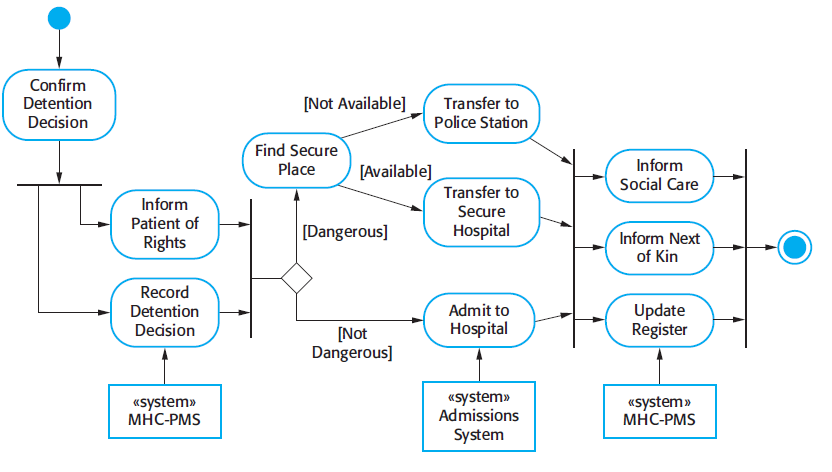 Confirm
Detention
Decision
Inform
Patient of
Rights
Record
Detention
Decision
«system»
MHC-PMS
Find Secure
Place
[Dangerous]
[Not
Dangerous]
[Not Available]
[Available]
Transfer to
Police Station
Transfer to
Secure
Hospital
Admit to
Hospital
«system»
Admissions
System
Inform
Social Care
Inform Next
of Kin
Update
Register
«system»
MHC-PMS